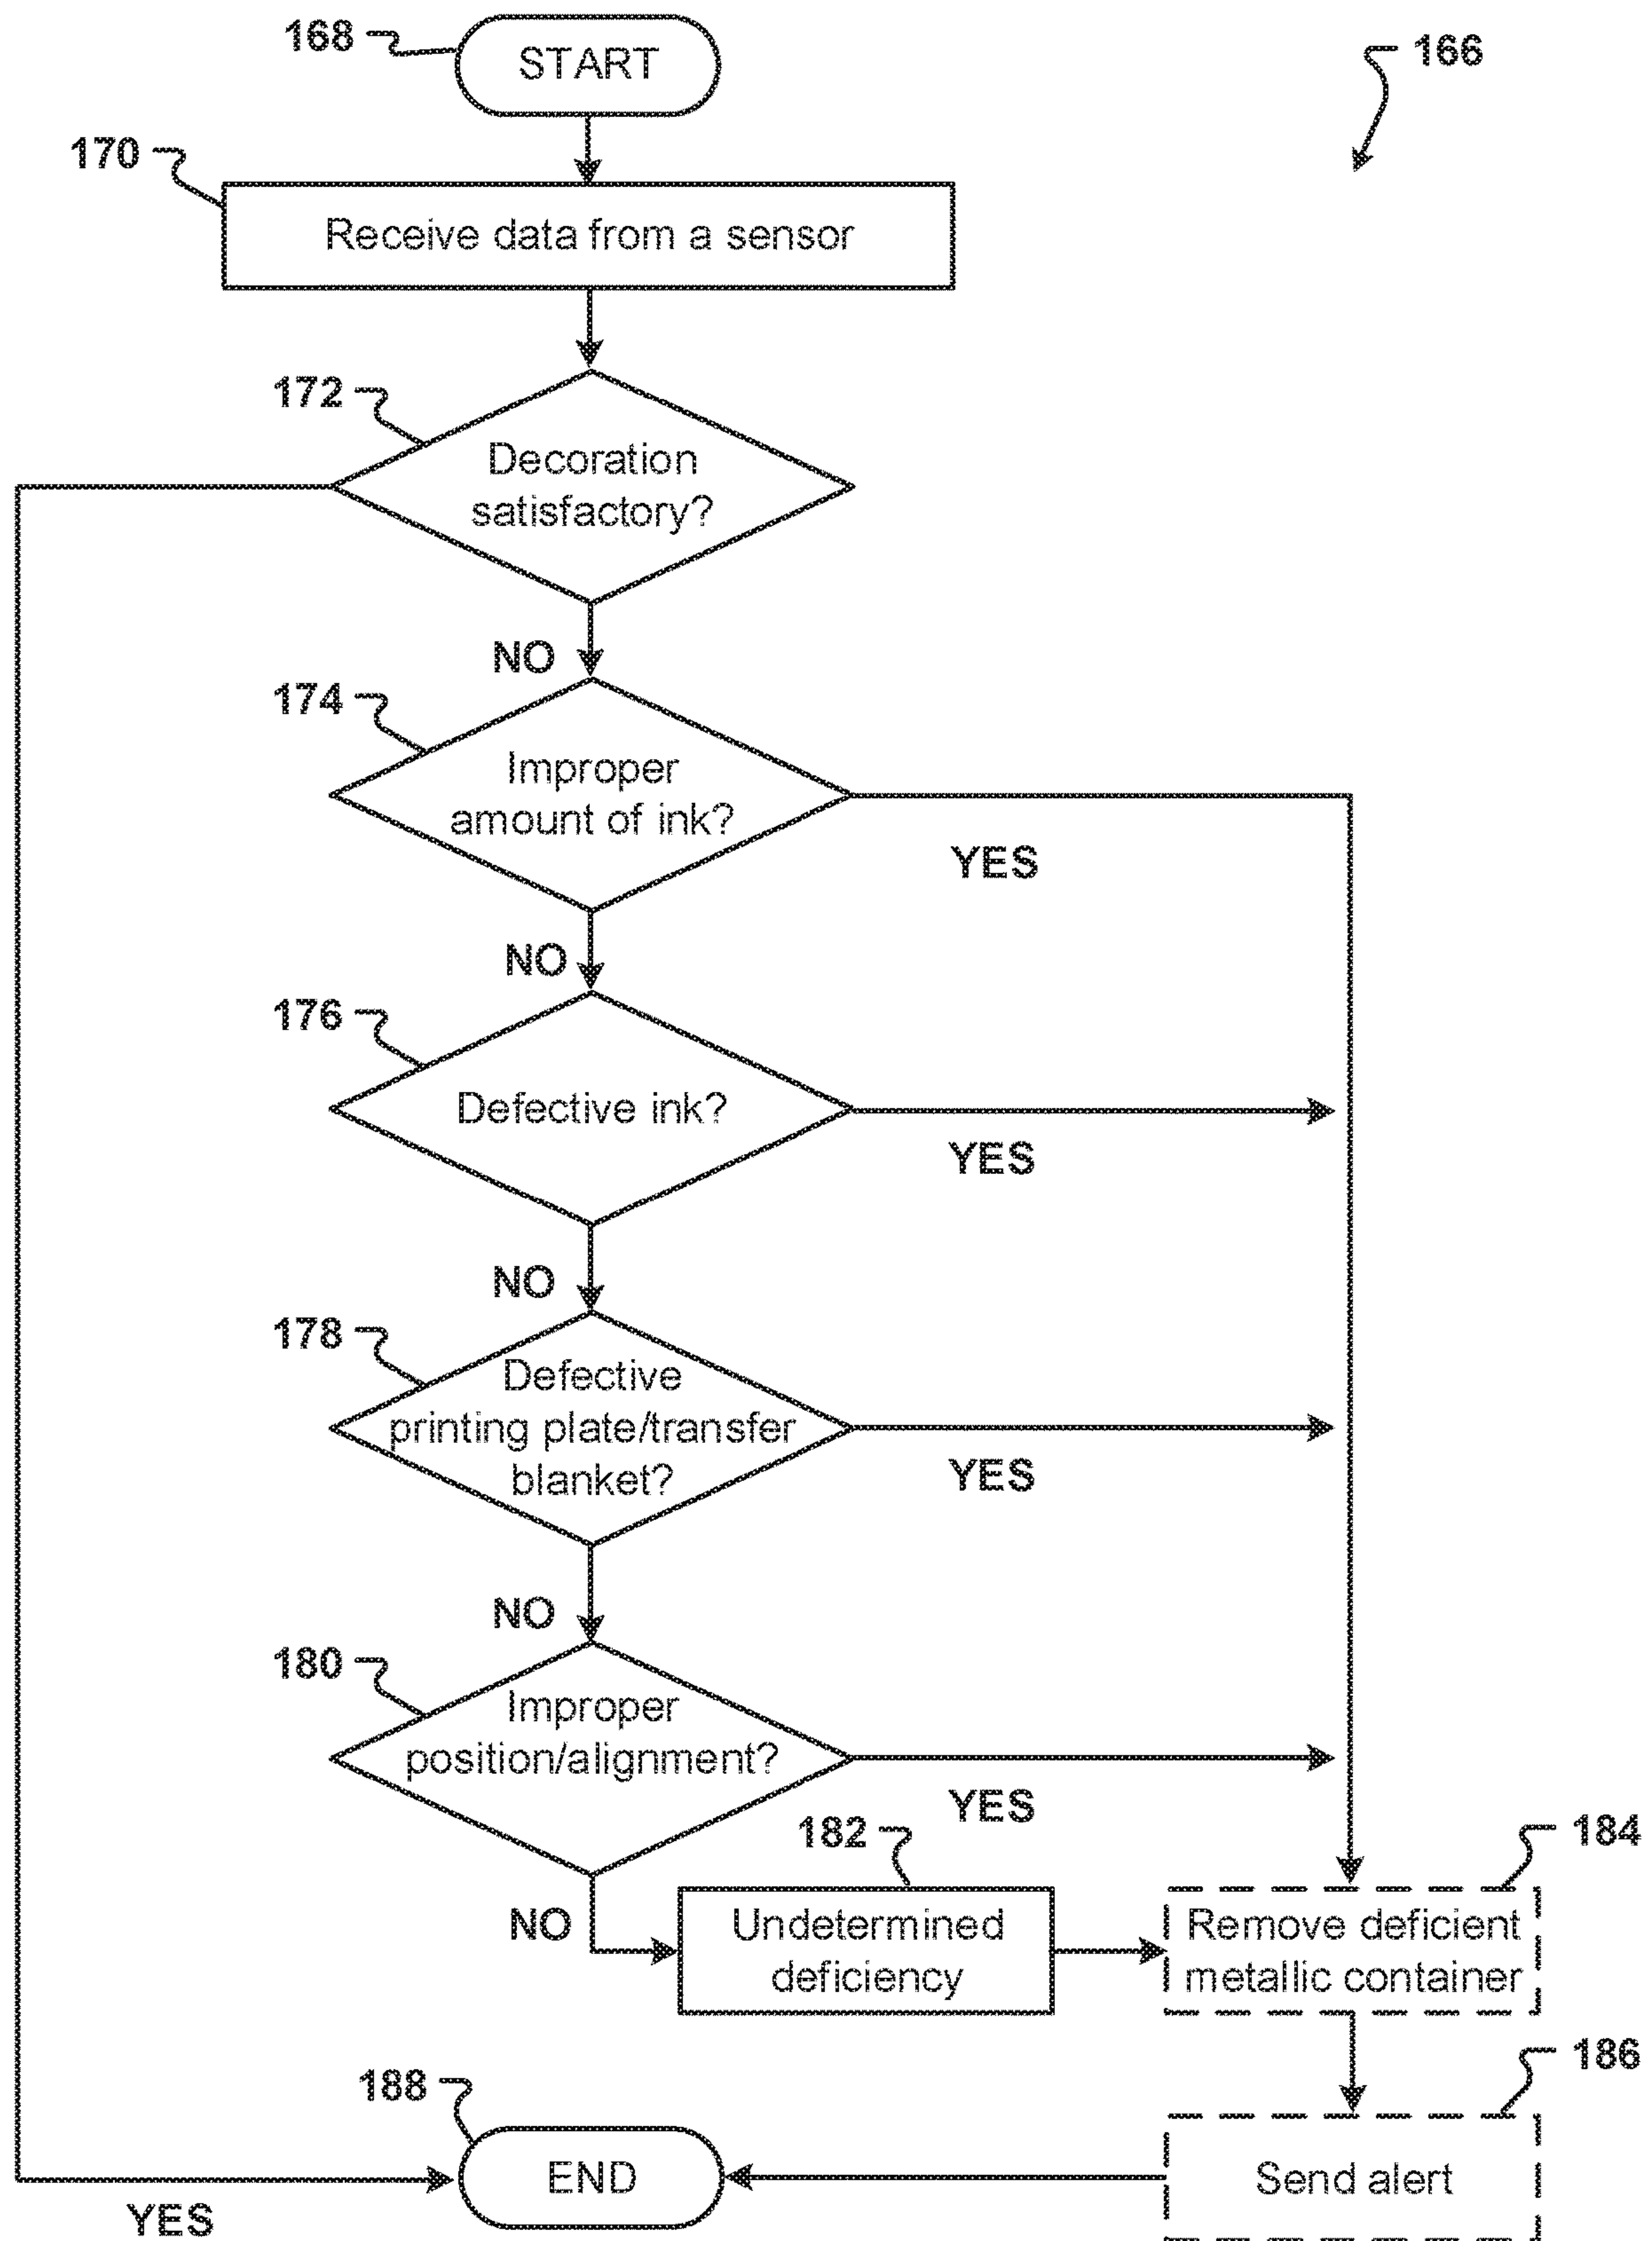 168
START
166
170
Receive data from a sensor
172
Decoration
satisfactory?
NO
174
Improper
amount of ink?
YES
NO
176
Defective ink?
YES
NO
178
Defective
printing plate/transfer
blanket?
YES
NO
180
Improper
position/alignment?
YES
182
184
NO
Undetermined
deficiency
Remove deficient
metallic container
186
188
END
Send alert
YES